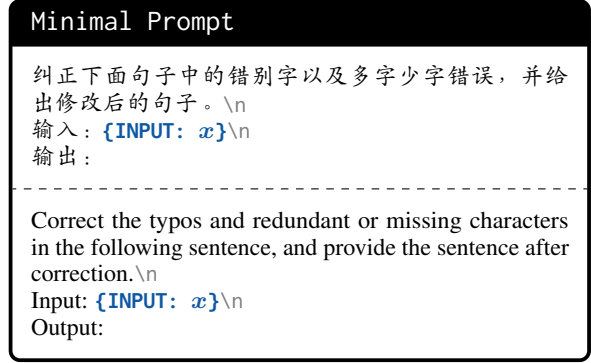 Minimal Prompt
纠正下面句子中的错别字以及多字少字错误，并给
出修改后的句子。\n
输入：{INPUT: x}\n
输出：
Correct the typos and redundant or missing characters
in the following sentence, and provide the sentence after
correction.\n
Input: {INPUT: x}\n
Output: